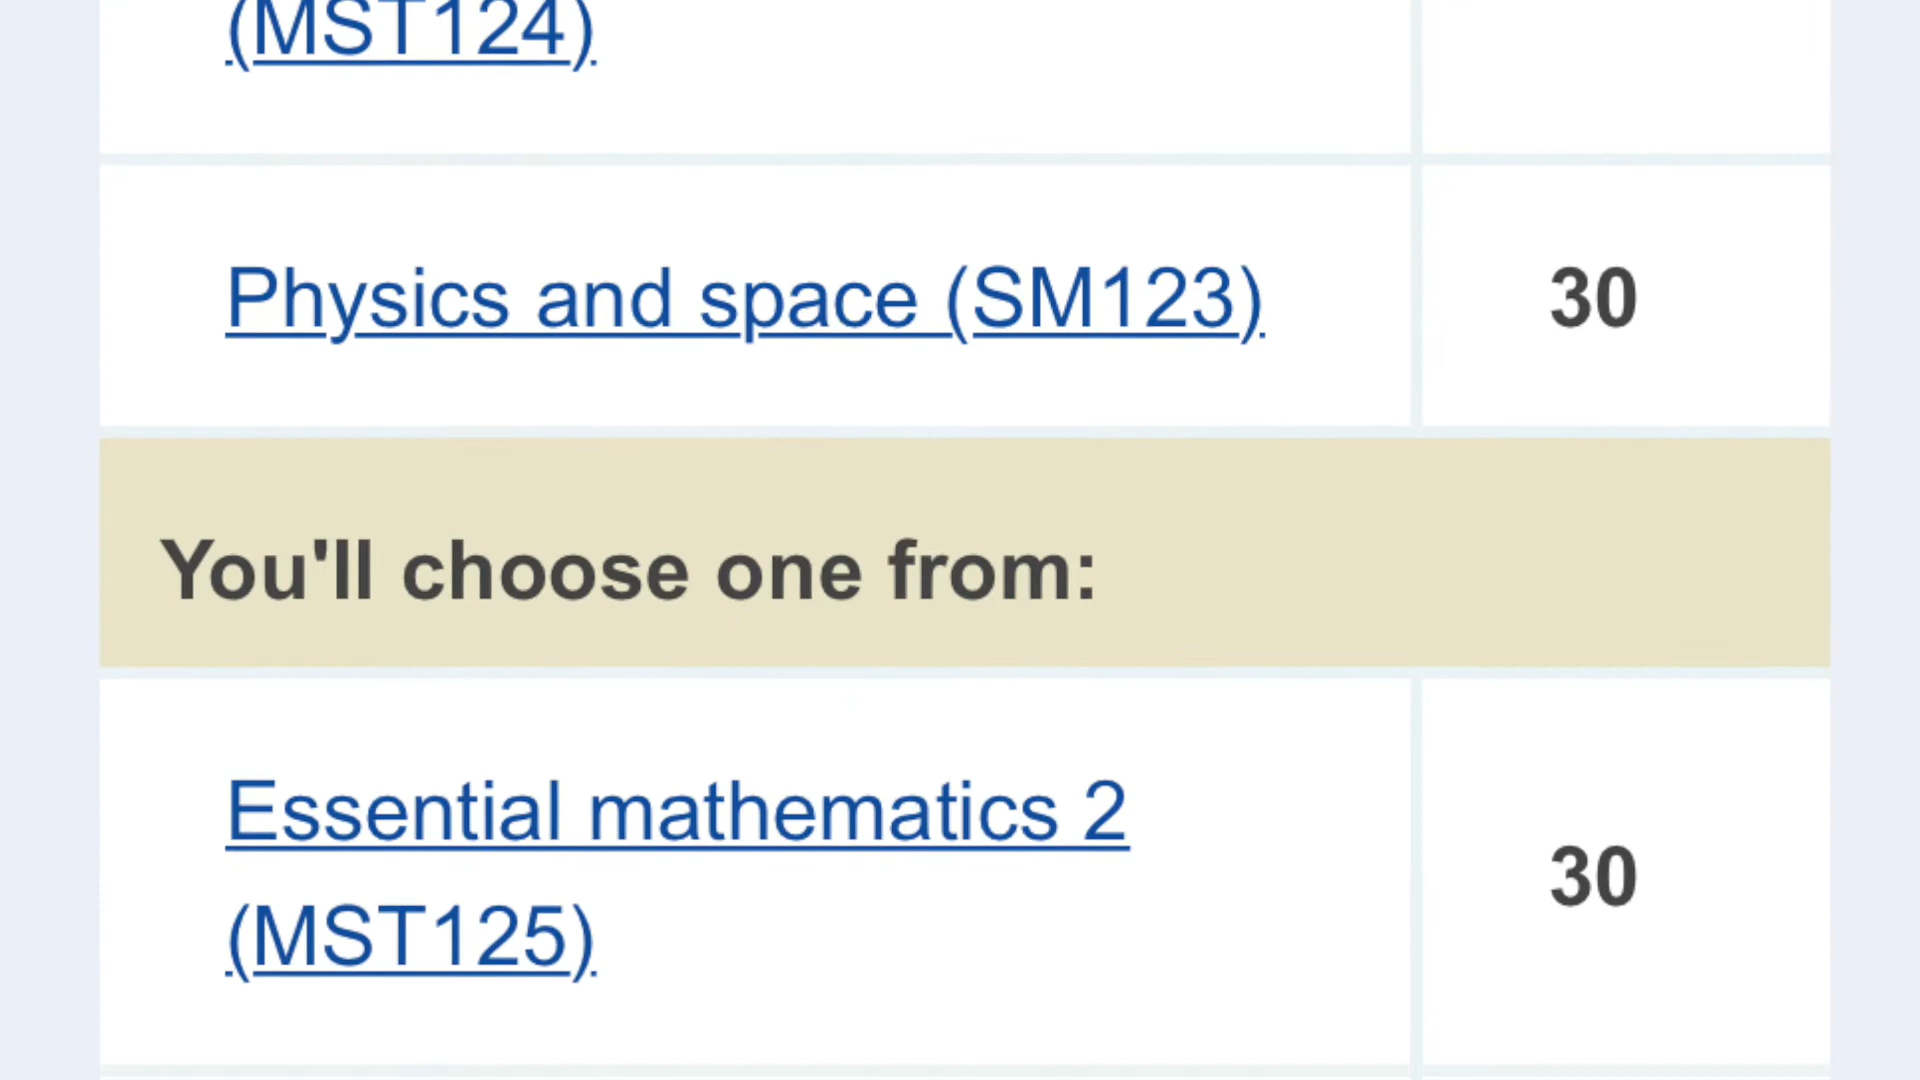 (MST124)
Physics and space (SM123) 30
You'll choose one from:
Essential mathematics 2
(MST125)
30